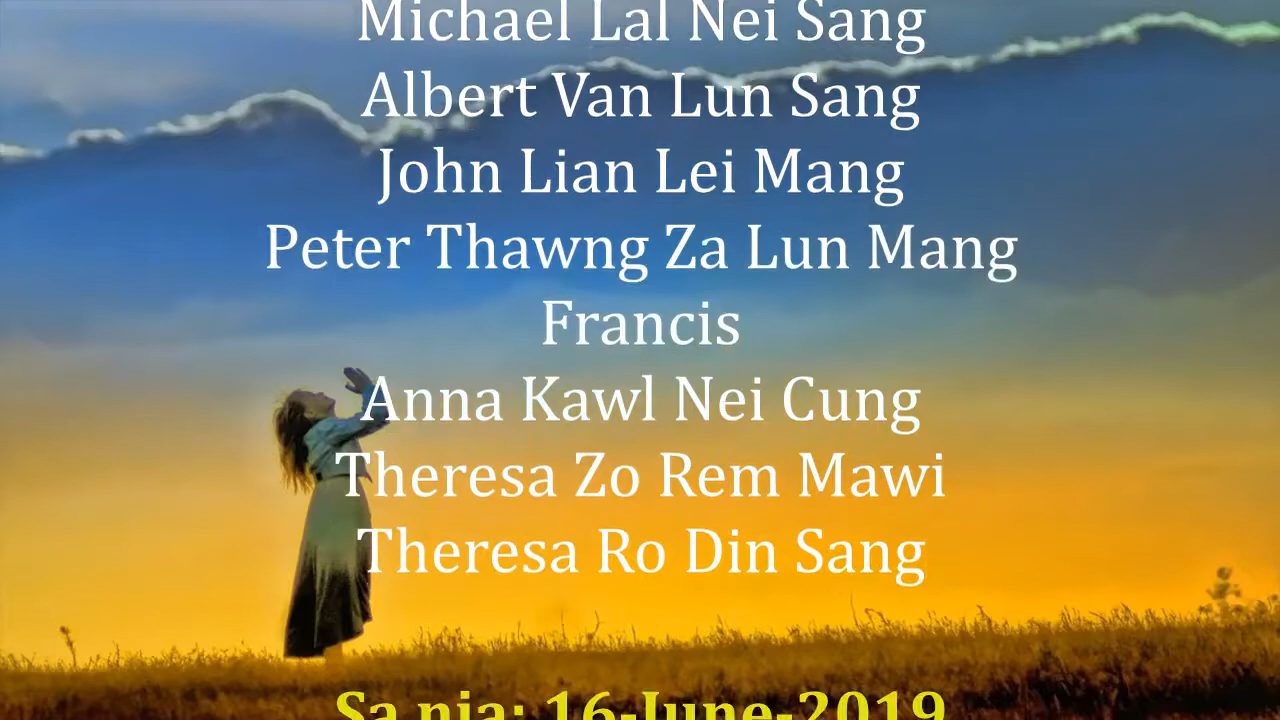 Michael Lal Nei Sang
Albert Van Lun Sang
John Lian Lei Mang
Peter Thawng Za Lun Mang
Francis
Anna Kawl Nei Cung
Theresa Zo Rem Mawi
Theresa Ro Din Sang
Sa nia: 16-June-2019